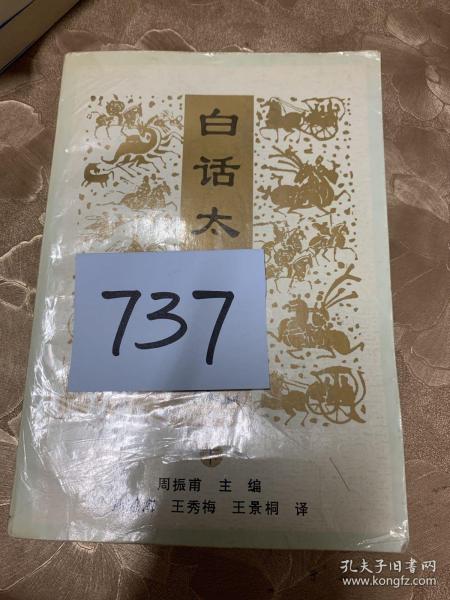 白话太
737
周振甫 主 编
王秀梅 王景桐 译
孔夫子旧书网
www.kongfz.com